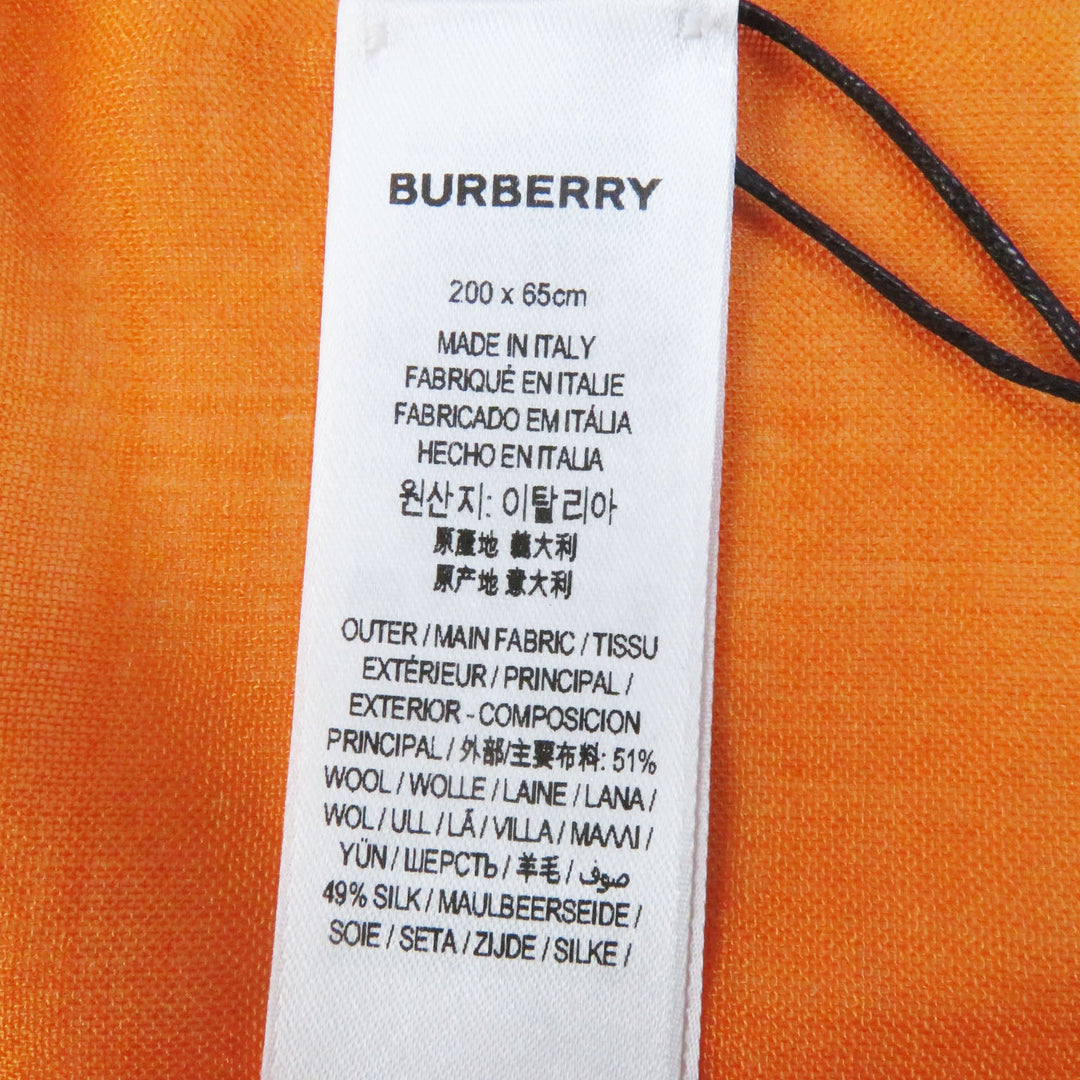 BURBERRY
200 x 65cm
MADE IN ITALY
FABRIQUÉ EN ITALIE
FABRICADO EM ITÁLIA
HECHO EN ITALIA
원산지: 이탈리아
原產地 義大利
原产地 意大利
OUTER / MAIN FABRIC / TISSU
EXTÉRIEUR / PRINCIPAL /
EXTERIOR - COMPOSICION
PRINCIPAL / 外部/主要布料: 51%
WOOL / WOLLE / LAINE / LANA /
WOL / ULL / LÃ / VILLA / ΜΑΛΛΙ /
YÜN / ШЕРСТЬ / 羊毛 / صوف /
49% SILK / MAULBEERSEIDE /
SOIE / SETA / ZIJDE / SILKE /